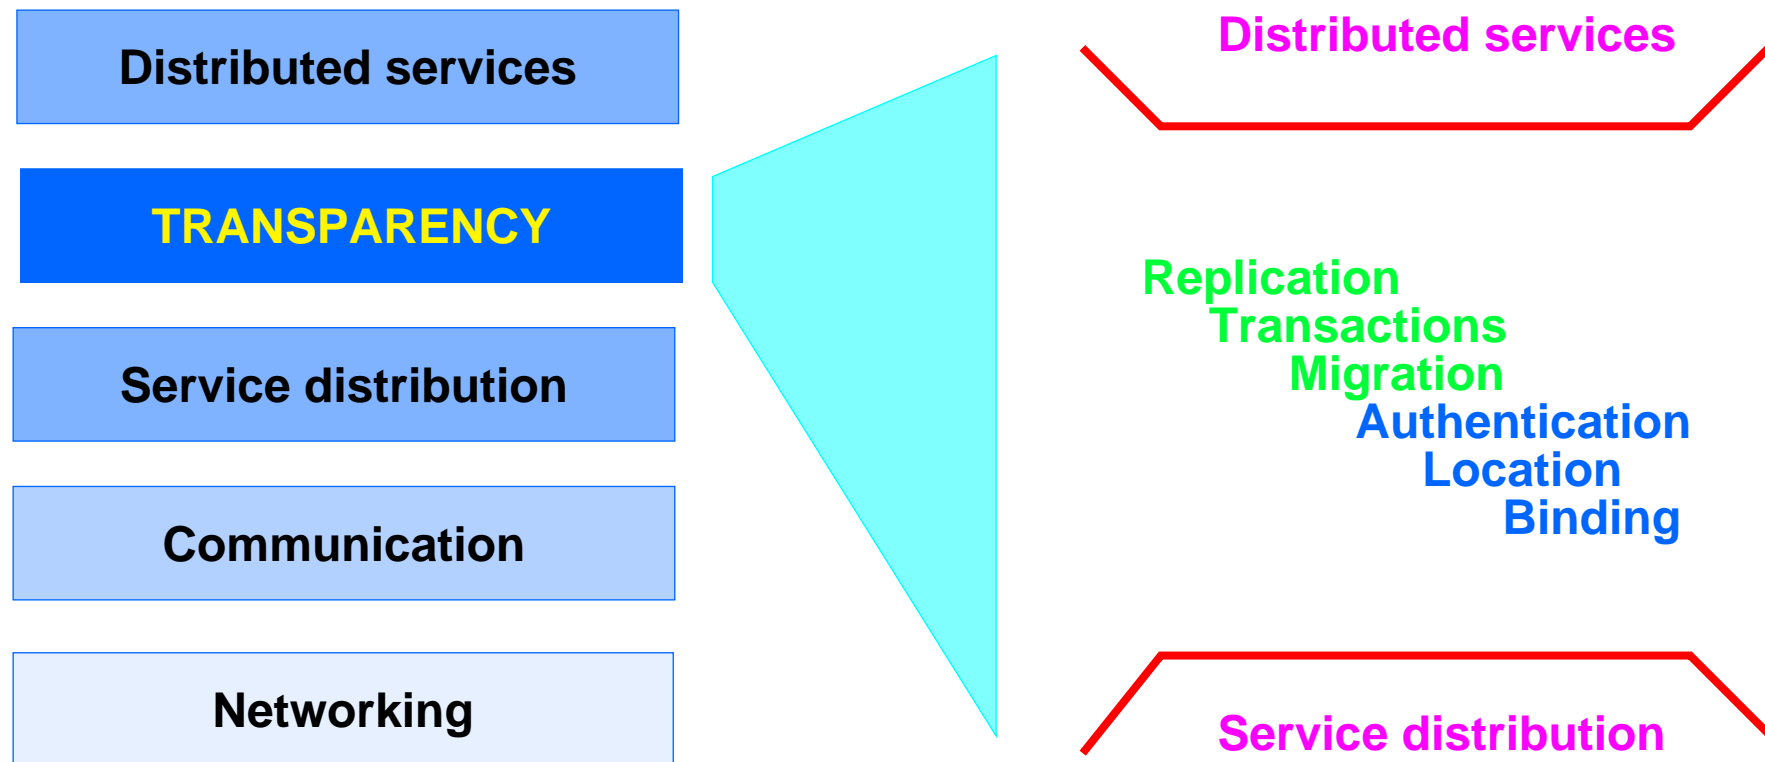 Distributed services
TRANSPARENCY
Service distribution
Communication
Networking
Distributed services
Replication
Transactions
Migration
Authentication
Location
Binding
Service distribution